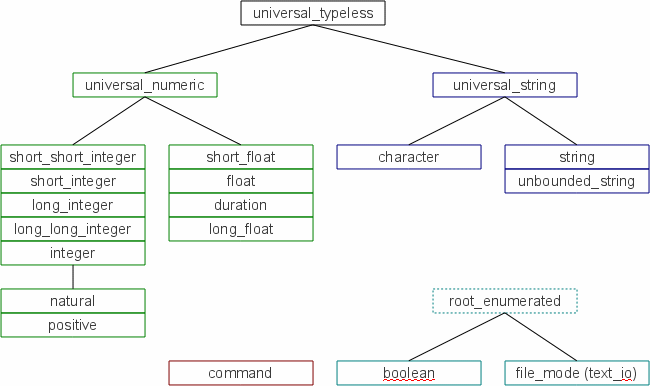 universal_typeless
universal_numeric
universal_string
short_short_integer
short_float
character
string
short_integer
float
unbounded_string
long_integer
duration
long_long_integer
long_float
integer
natural
root_enumerated
positive
command
boolean
file_mode (text_io)